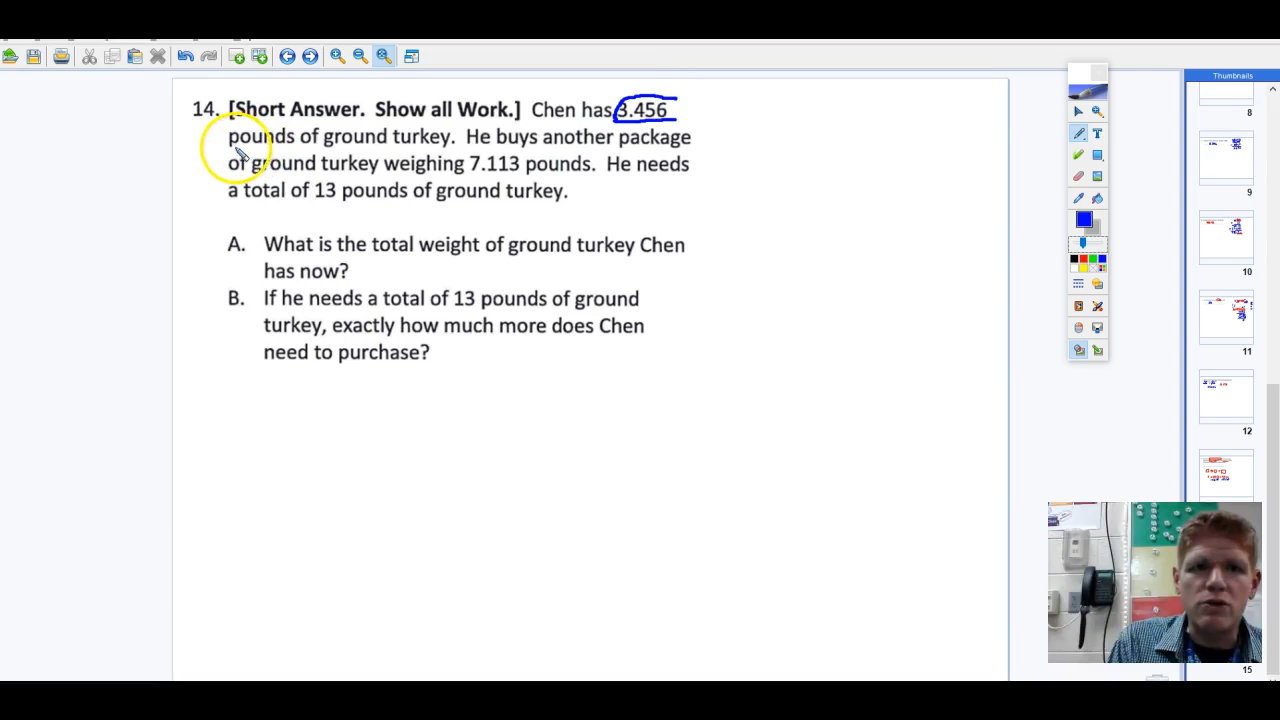 14. [Short Answer. Show all Work.] Chen has 3.456
pounds of ground turkey. He buys another package
of ground turkey weighing 7.113 pounds. He needs
a total of 13 pounds of ground turkey.
A. What is the total weight of ground turkey Chen
has now?
B. If he needs a total of 13 pounds of ground
turkey, exactly how much more does Chen
need to purchase?
Thumbnails
8
9
10
11
12
15